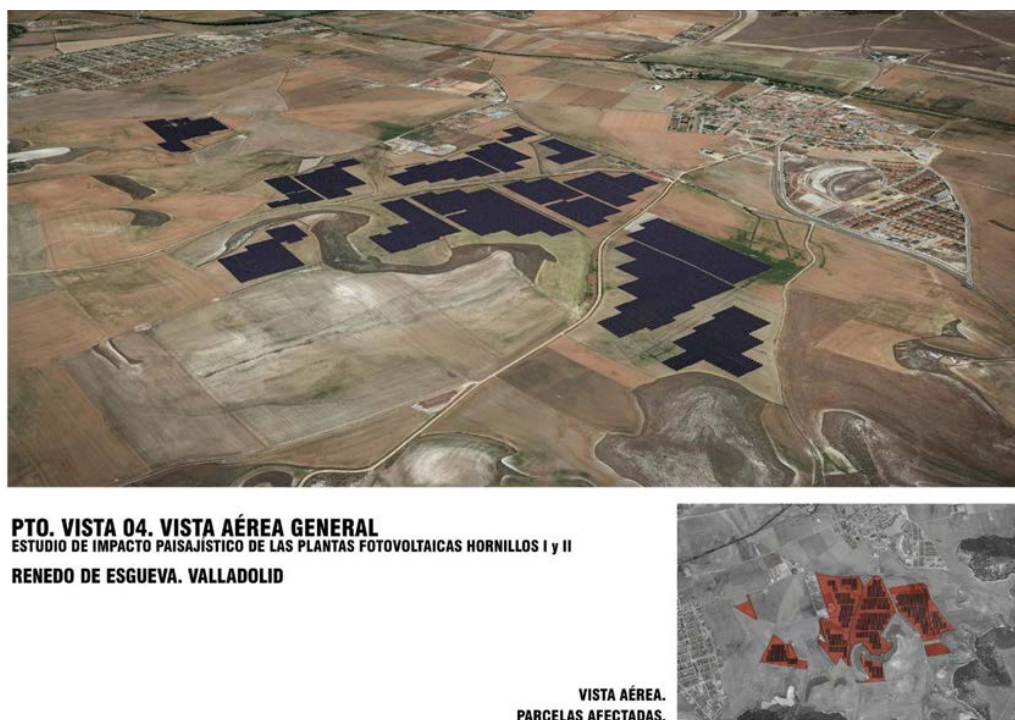 PTO. VISTA 04. VISTA AÉREA GENERAL
ESTUDIO DE IMPACTO PAISAJÍSTICO DE LAS PLANTAS FOTOVOLTAICAS HORNILLOS I y II
RENEDO DE ESGUEVA. VALLADOLID
VISTA AÉREA.
PARCELAS AFECTADAS.